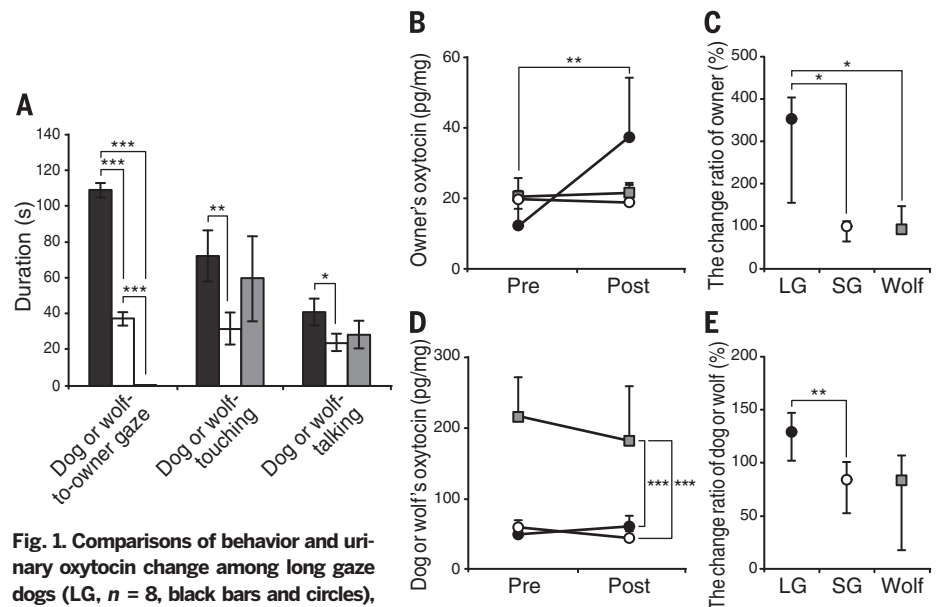 A
Duration (s)
140
120
100
80
60
40
20
0
***
***
***
**
*
Dog or wolf-
to-owner gaze
Dog or wolf-
touching
Dog or wolf-
talking
Fig. 1. Comparisons of behavior and uri-
nary oxytocin change among long gaze
dogs (LG, n = 8, black bars and circles),
B
Owner's oxytocin (pg/mg)
60
40
20
0
**
Pre
Post
C
The change ratio of owner (%)
500
400
300
200
100
0
*
*
LG
SG
Wolf
D
Dog or wolf's oxytocin (pg/mg)
300
200
100
0
***
***
Pre
Post
E
The change ratio of dog or wolf (%)
200
150
100
50
0
**
LG
SG
Wolf